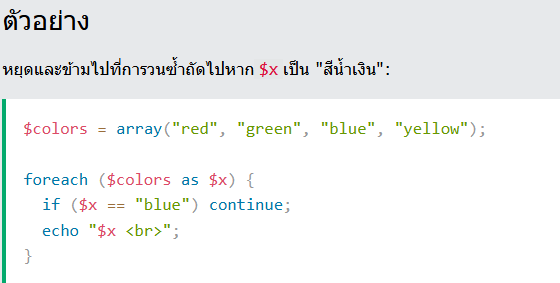 ตัวอย่าง
หยุดและข้ามไปที่การวนซ้ำถัดไปหาก $x เป็น "สีน้ำเงิน":
$colors = array("red", "green", "blue", "yellow");
foreach ($colors as $x) {
  if ($x == "blue") continue;
  echo "$x <br>";
}